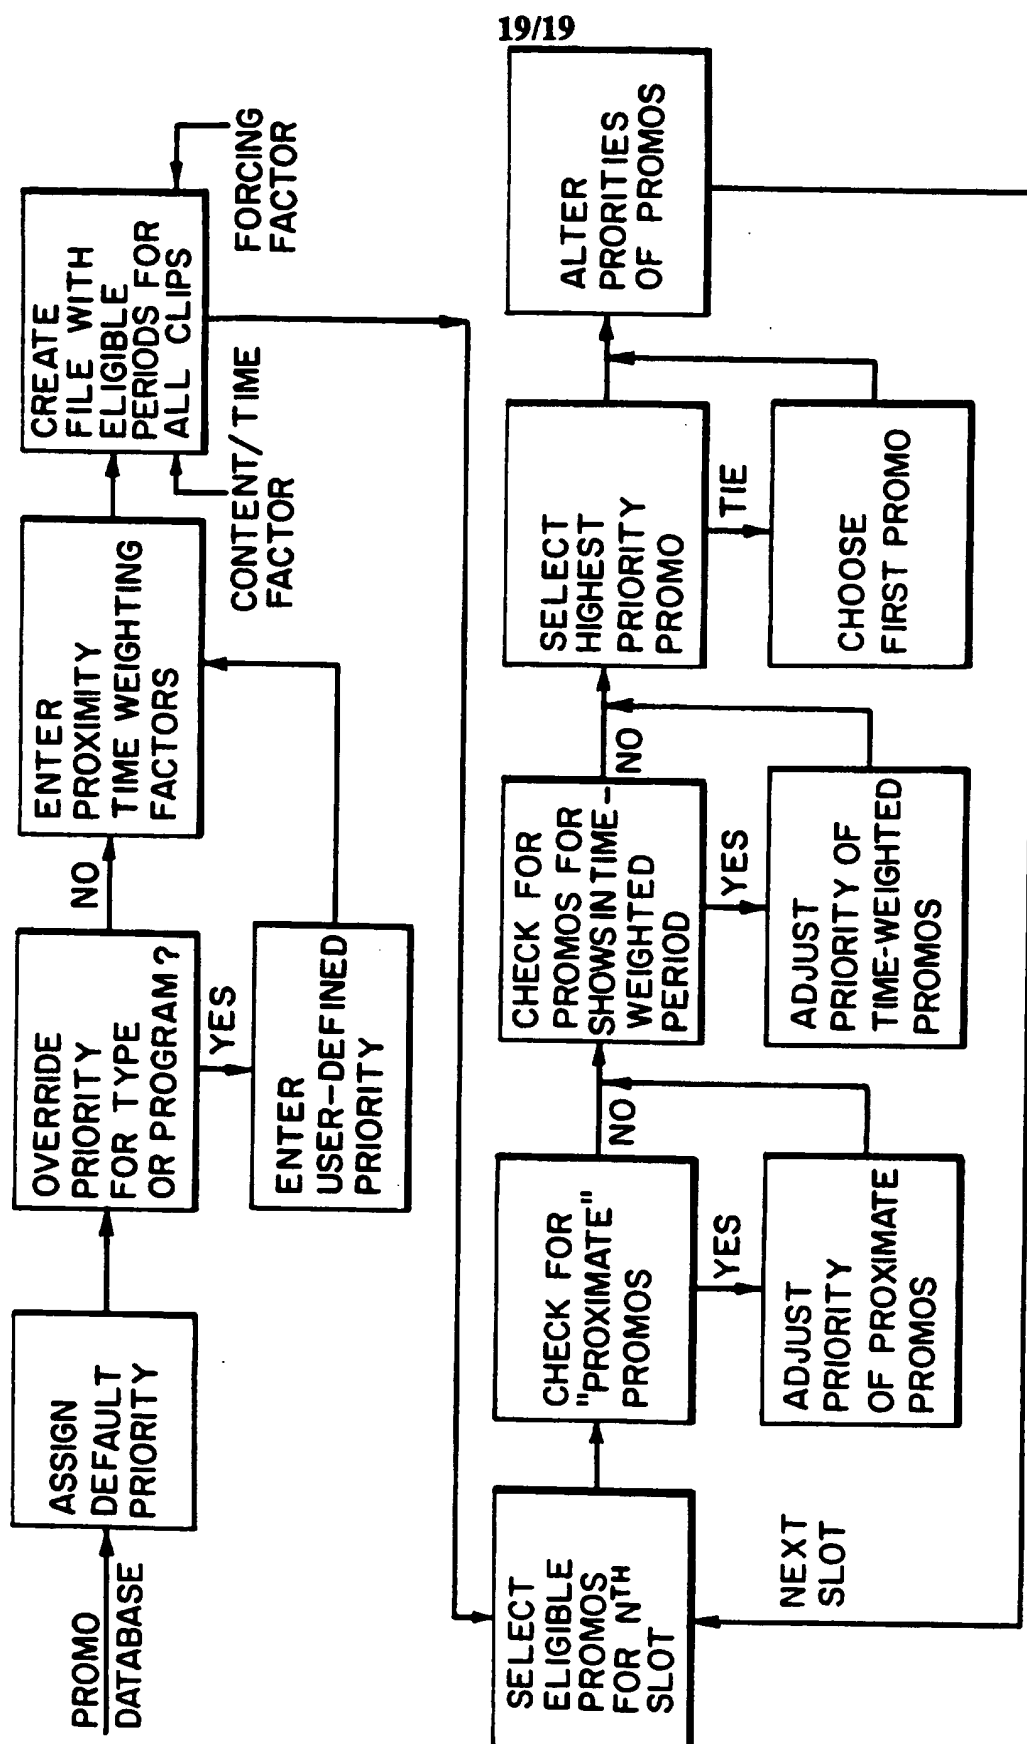 19/19
PROMO
DATABASE
ASSIGN
DEFAULT
PRIORITY
OVERRIDE
PRIORITY
FOR TYPE
OR PROGRAM?
NO
YES
ENTER
USER-DEFINED
PRIORITY
ENTER
PROXIMITY
TIME WEIGHTING
FACTORS
CREATE
FILE WITH
ELIGIBLE
PERIODS FOR
ALL CLIPS
CONTENT/TIME
FACTOR
FORCING
FACTOR
SELECT
ELIGIBLE
PROMOS
FOR NTH
SLOT
NEXT
SLOT
CHECK FOR
"PROXIMATE"
PROMOS
NO
YES
ADJUST
PRIORITY
OF PROXIMATE
PROMOS
CHECK FOR
PROMOS FOR
SHOWS IN TIME-
WEIGHTED
PERIOD
NO
YES
ADJUST
PRIORITY OF
TIME-WEIGHTED
PROMOS
SELECT
HIGHEST
PRIORITY
PROMO
TIE
CHOOSE
FIRST PROMO
ALTER
PRORITIES
OF PROMOS